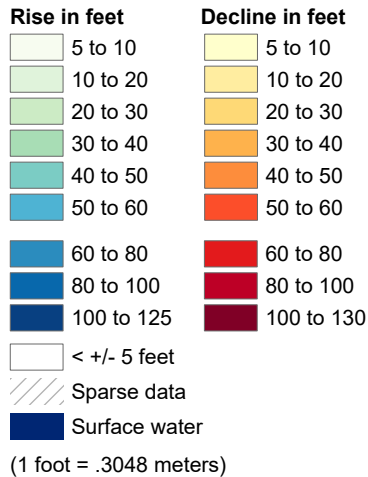 Rise in feet
5 to 10
10 to 20
20 to 30
30 to 40
40 to 50
50 to 60
60 to 80
80 to 100
100 to 125
Decline in feet
5 to 10
10 to 20
20 to 30
30 to 40
40 to 50
50 to 60
60 to 80
80 to 100
100 to 130
< +/- 5 feet
Sparse data
Surface water
(1 foot = .3048 meters)